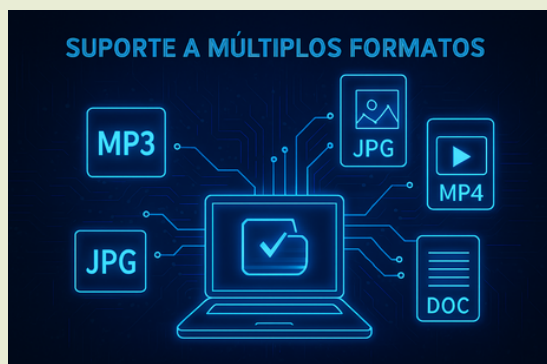 SUPORTE A MÚLTIPLOS FORMATOS
MP3
JPG
MP4
JPG
DOC